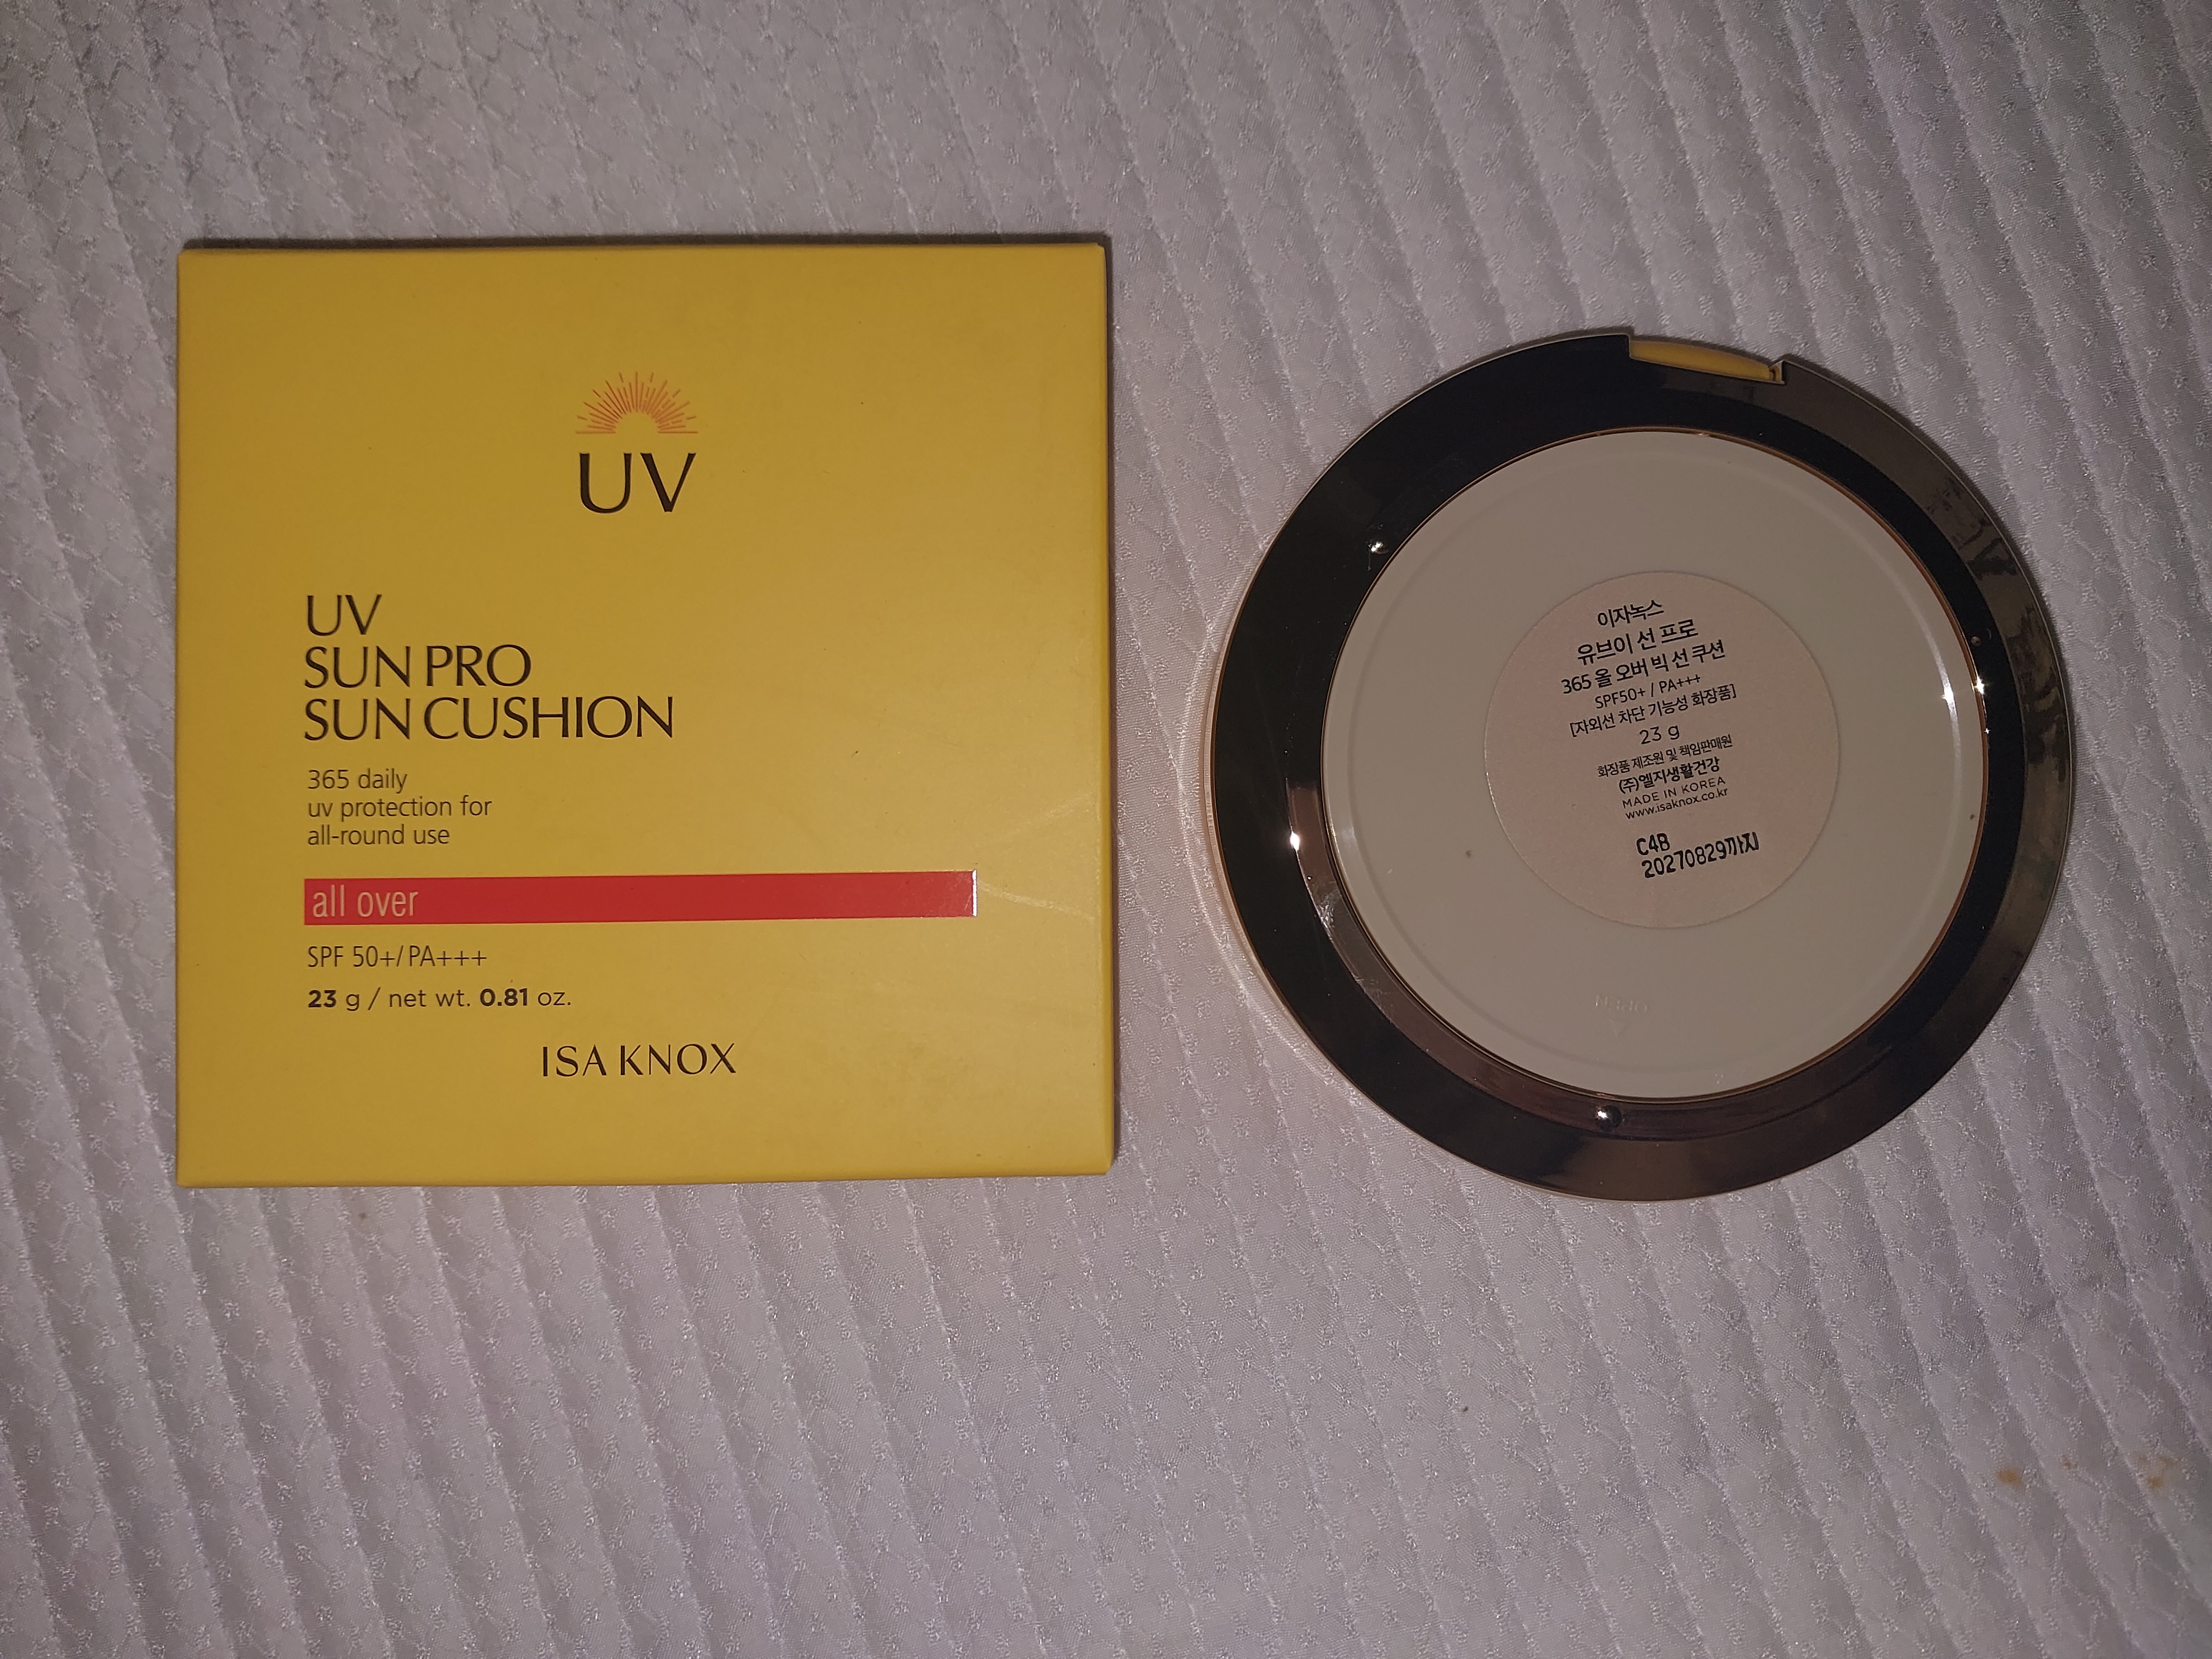 UV
UV
SUN PRO
SUN CUSHION
365 daily
uv protection for
all-round use
all over
SPF 50+/PA+++
23 g / net wt. 0.81 oz.
ISA KNOX
이자녹스
유브이 선 프로
365 올 오버 빅 선 쿠션
SPF50+ / PA+++
[자외선 차단 기능성 화장품]
23 g
화장품 제조원 및 책임판매원
(주)엘지생활건강
MADE IN KOREA
www.isaknox.co.kr
C4B
20270829까지
OPEN